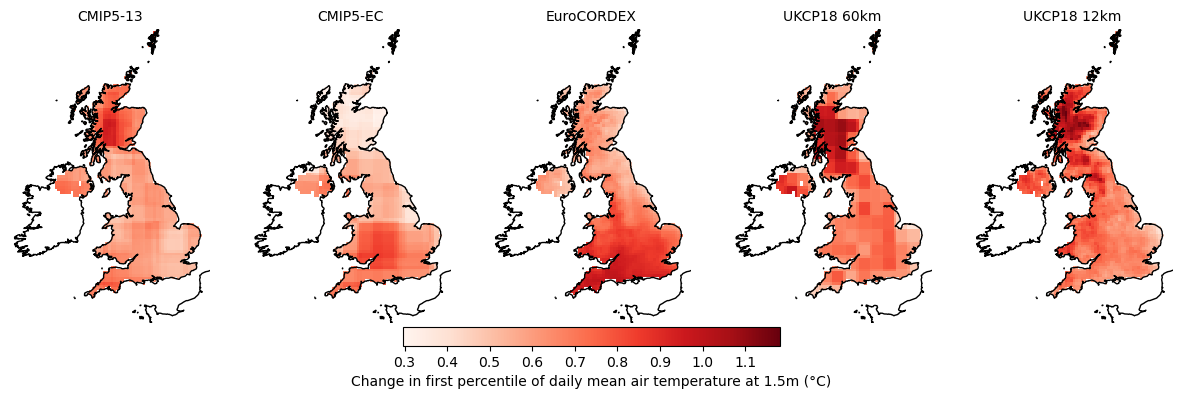 CMIP5-13 CMIP5-EC EuroCORDEX UKCP18 60km UKCP18 12km
0.3 0.4 0.5 0.6 0.7 0.8 0.9 1.0 1.1
Change in first percentile of daily mean air temperature at 1.5m (°C)